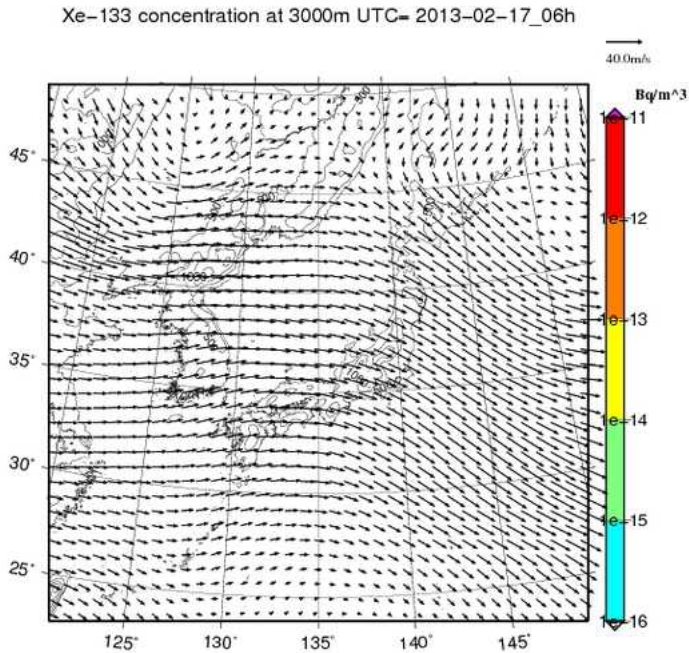 Xe-133 concentration at 3000m UTC= 2013-02-17_06h
40.0m/s
Bq/m^3
1e-11
45°
1e-12
40°
1e-13
35°
1e-14
30°
1e-15
25°
1e-16
125° 130° 135° 140° 145°